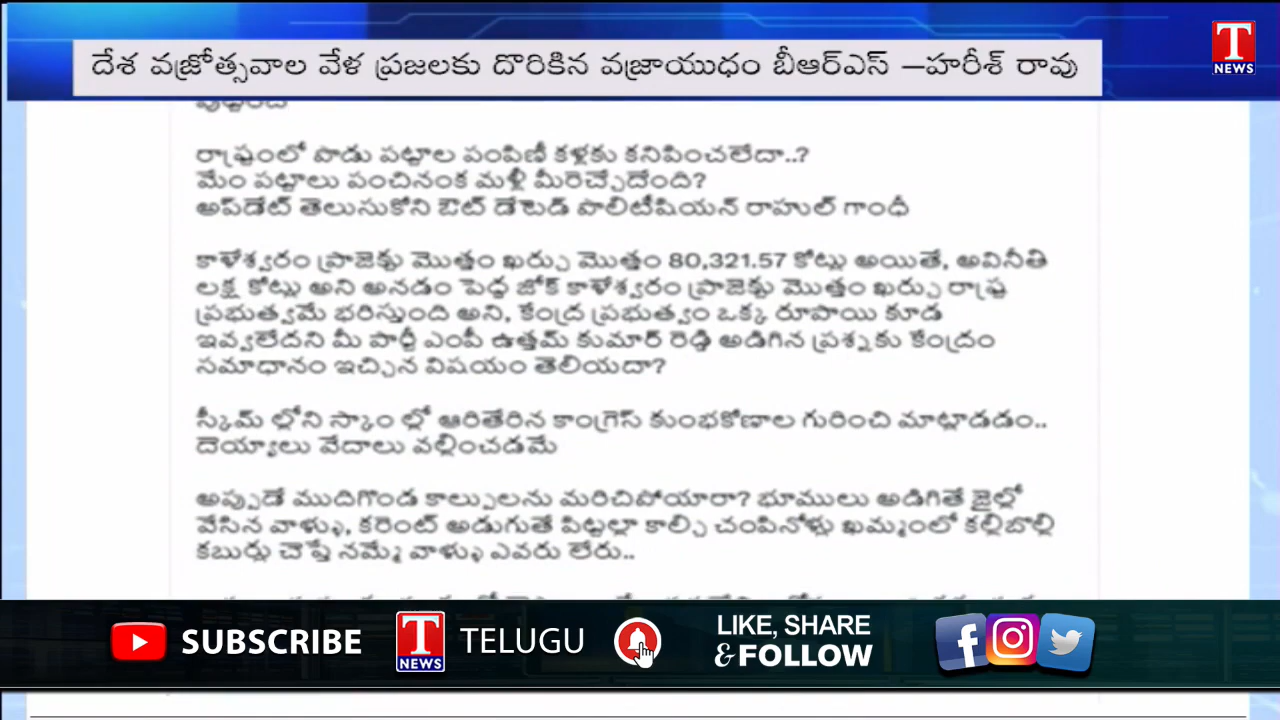 దేశ వజ్రోత్సవాల వేళ ప్రజలకు దొరికిన వజ్రాయుధం బీఆర్ఎస్ –హరీశ్ రావు
T
NEWS
రాష్ట్రంలో పొడు పట్టాల పంపిణీ కళ్లకు కనిపించలేదా..?
మేం పట్టాలు పంచినంక మళ్లీ మీరెచ్చేదేంది?
అప్‌డేట్ తెలుసుకోని ఔట్ డేటెడ్ పొలిటీషియన్ రాహుల్ గాంధీ
కాళేశ్వరం ప్రాజెక్టు మొత్తం ఖర్చు మొత్తం 80,321.57 కోట్లు అయితే, అవినీతి
లక్ష కోట్లు అని అనడం పెద్ద జోక్ కాళేశ్వరం ప్రాజెక్టు మొత్తం ఖర్చు రాష్ట్ర
ప్రభుత్వమే భరిస్తుంది అని, కేంద్ర ప్రభుత్వం ఒక్క రూపాయి కూడ
ఇవ్వలేదని మీ పార్టీ ఎంపీ ఉత్తమ్ కుమార్ రెడ్డి అడిగిన ప్రశ్నకు కేంద్రం
సమాధానం ఇచ్చిన విషయం తెలియదా?
స్కీమ్ ల్లోని స్కాం ల్లో ఆరితేరిన కాంగ్రెస్ కుంభకోణాల గురించి మాట్లాడడం..
దెయ్యాలు వేదాలు వల్లించడమే
అప్పుడే ముదిగొండ కాల్పులను మరిచిపోయారా? భూములు అడిగితే జైల్లో
వేసిన వాళ్ళు, కరెంట్ అడుగుతే పిట్టల్లా కాల్చి చంపినోళ్లు ఖమ్మంలో కల్లిబొల్లి
కబుర్లు చెప్తే నమ్మే వాళ్ళు ఎవరు లేరు..
SUBSCRIBE
T
NEWS
TELUGU
LIKE, SHARE
& FOLLOW